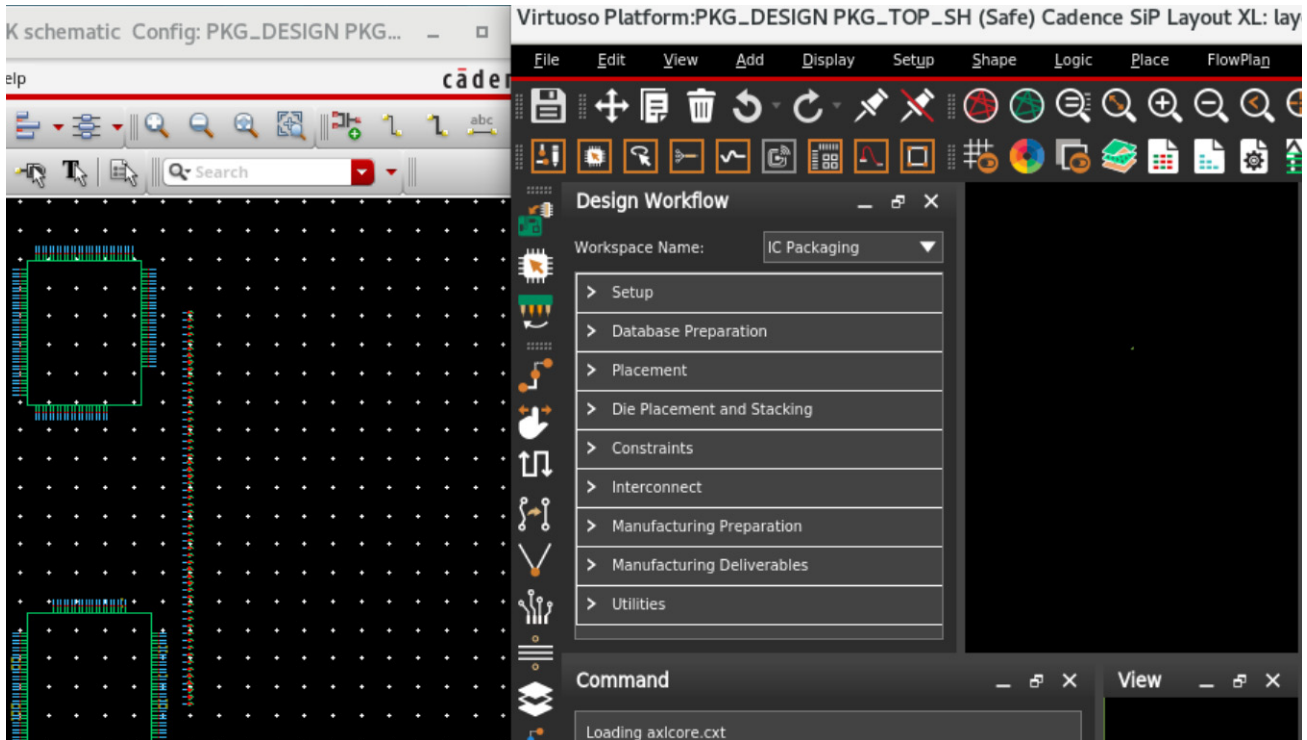 K schematic Config: PKG_DESIGN PKG...
elp
cāden
abc
T
Search
Virtuoso Platform:PKG_DESIGN PKG_TOP_SH (Safe) Cadence SiP Layout XL: lay
File Edit View Add Display Setup Shape Logic Place FlowPlan
Design Workflow
Workspace Name: IC Packaging
> Setup
> Database Preparation
> Placement
> Die Placement and Stacking
> Constraints
> Interconnect
> Manufacturing Preparation
> Manufacturing Deliverables
> Utilities
Command
Loading axlcore.cxt
View